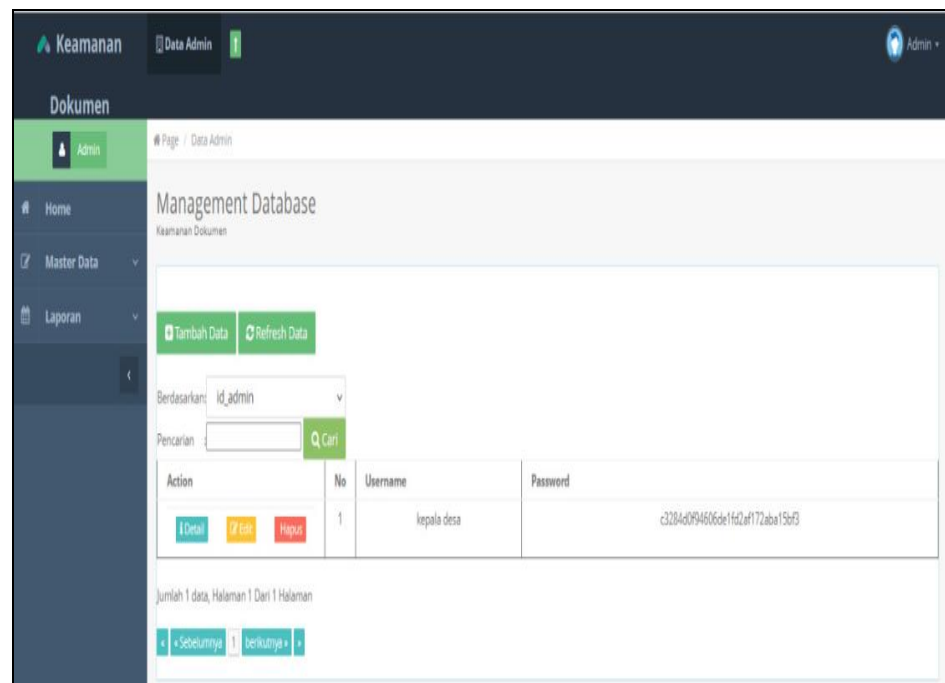 Keamanan
Dokumen
Data Admin
Admin
Admin
Page / Data Admin
Home
Master Data
Laporan
Management Database
Keamanan Dokumen
Tambah Data
Refresh Data
Berdasarkan: id_admin
Pencarian :
Cari
Action No Username Password
Detail Edit Hapus 1 kepala desa c3284d0f94606de1fd2af172aba15bf3
Jumlah 1 data, Halaman 1 Dari 1 Halaman
« « Sebelumnya 1 berikutnya » »